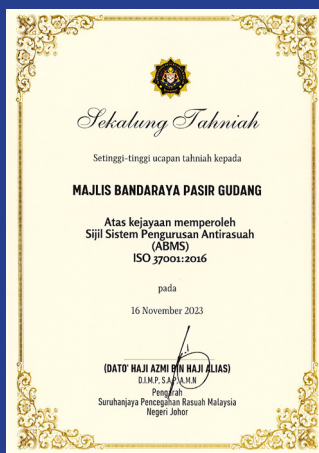 Sekalung Tahniah
Setinggi-tinggi ucapan tahniah kepada
MAJLIS BANDARAYA PASIR GUDANG
Atas kejayaan memperoleh
Sijil Sistem Pengurusan Antirasuah
(ABMS)
ISO 37001:2016
pada
16 November 2023
(DATO' HAJI AZMI BIN HAJI ALIAS)
D.I.M.P, S.A.P, A.M.N
Pengarah
Suruhanjaya Pencegahan Rasuah Malaysia
Negeri Johor